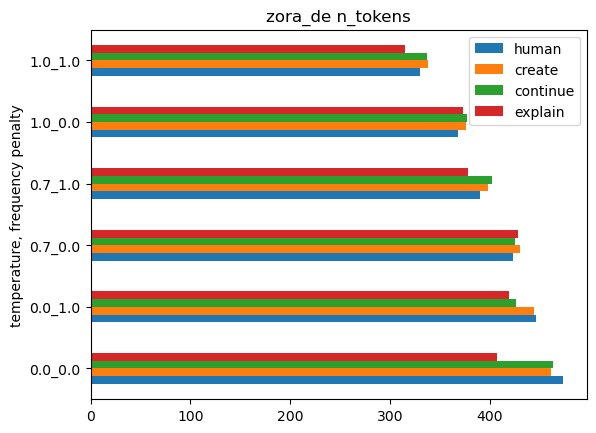 zora_de n_tokens
human
create
continue
explain
temperature, frequency penalty
1.0_1.0
1.0_0.0
0.7_1.0
0.7_0.0
0.0_1.0
0.0_0.0
0 100 200 300 400